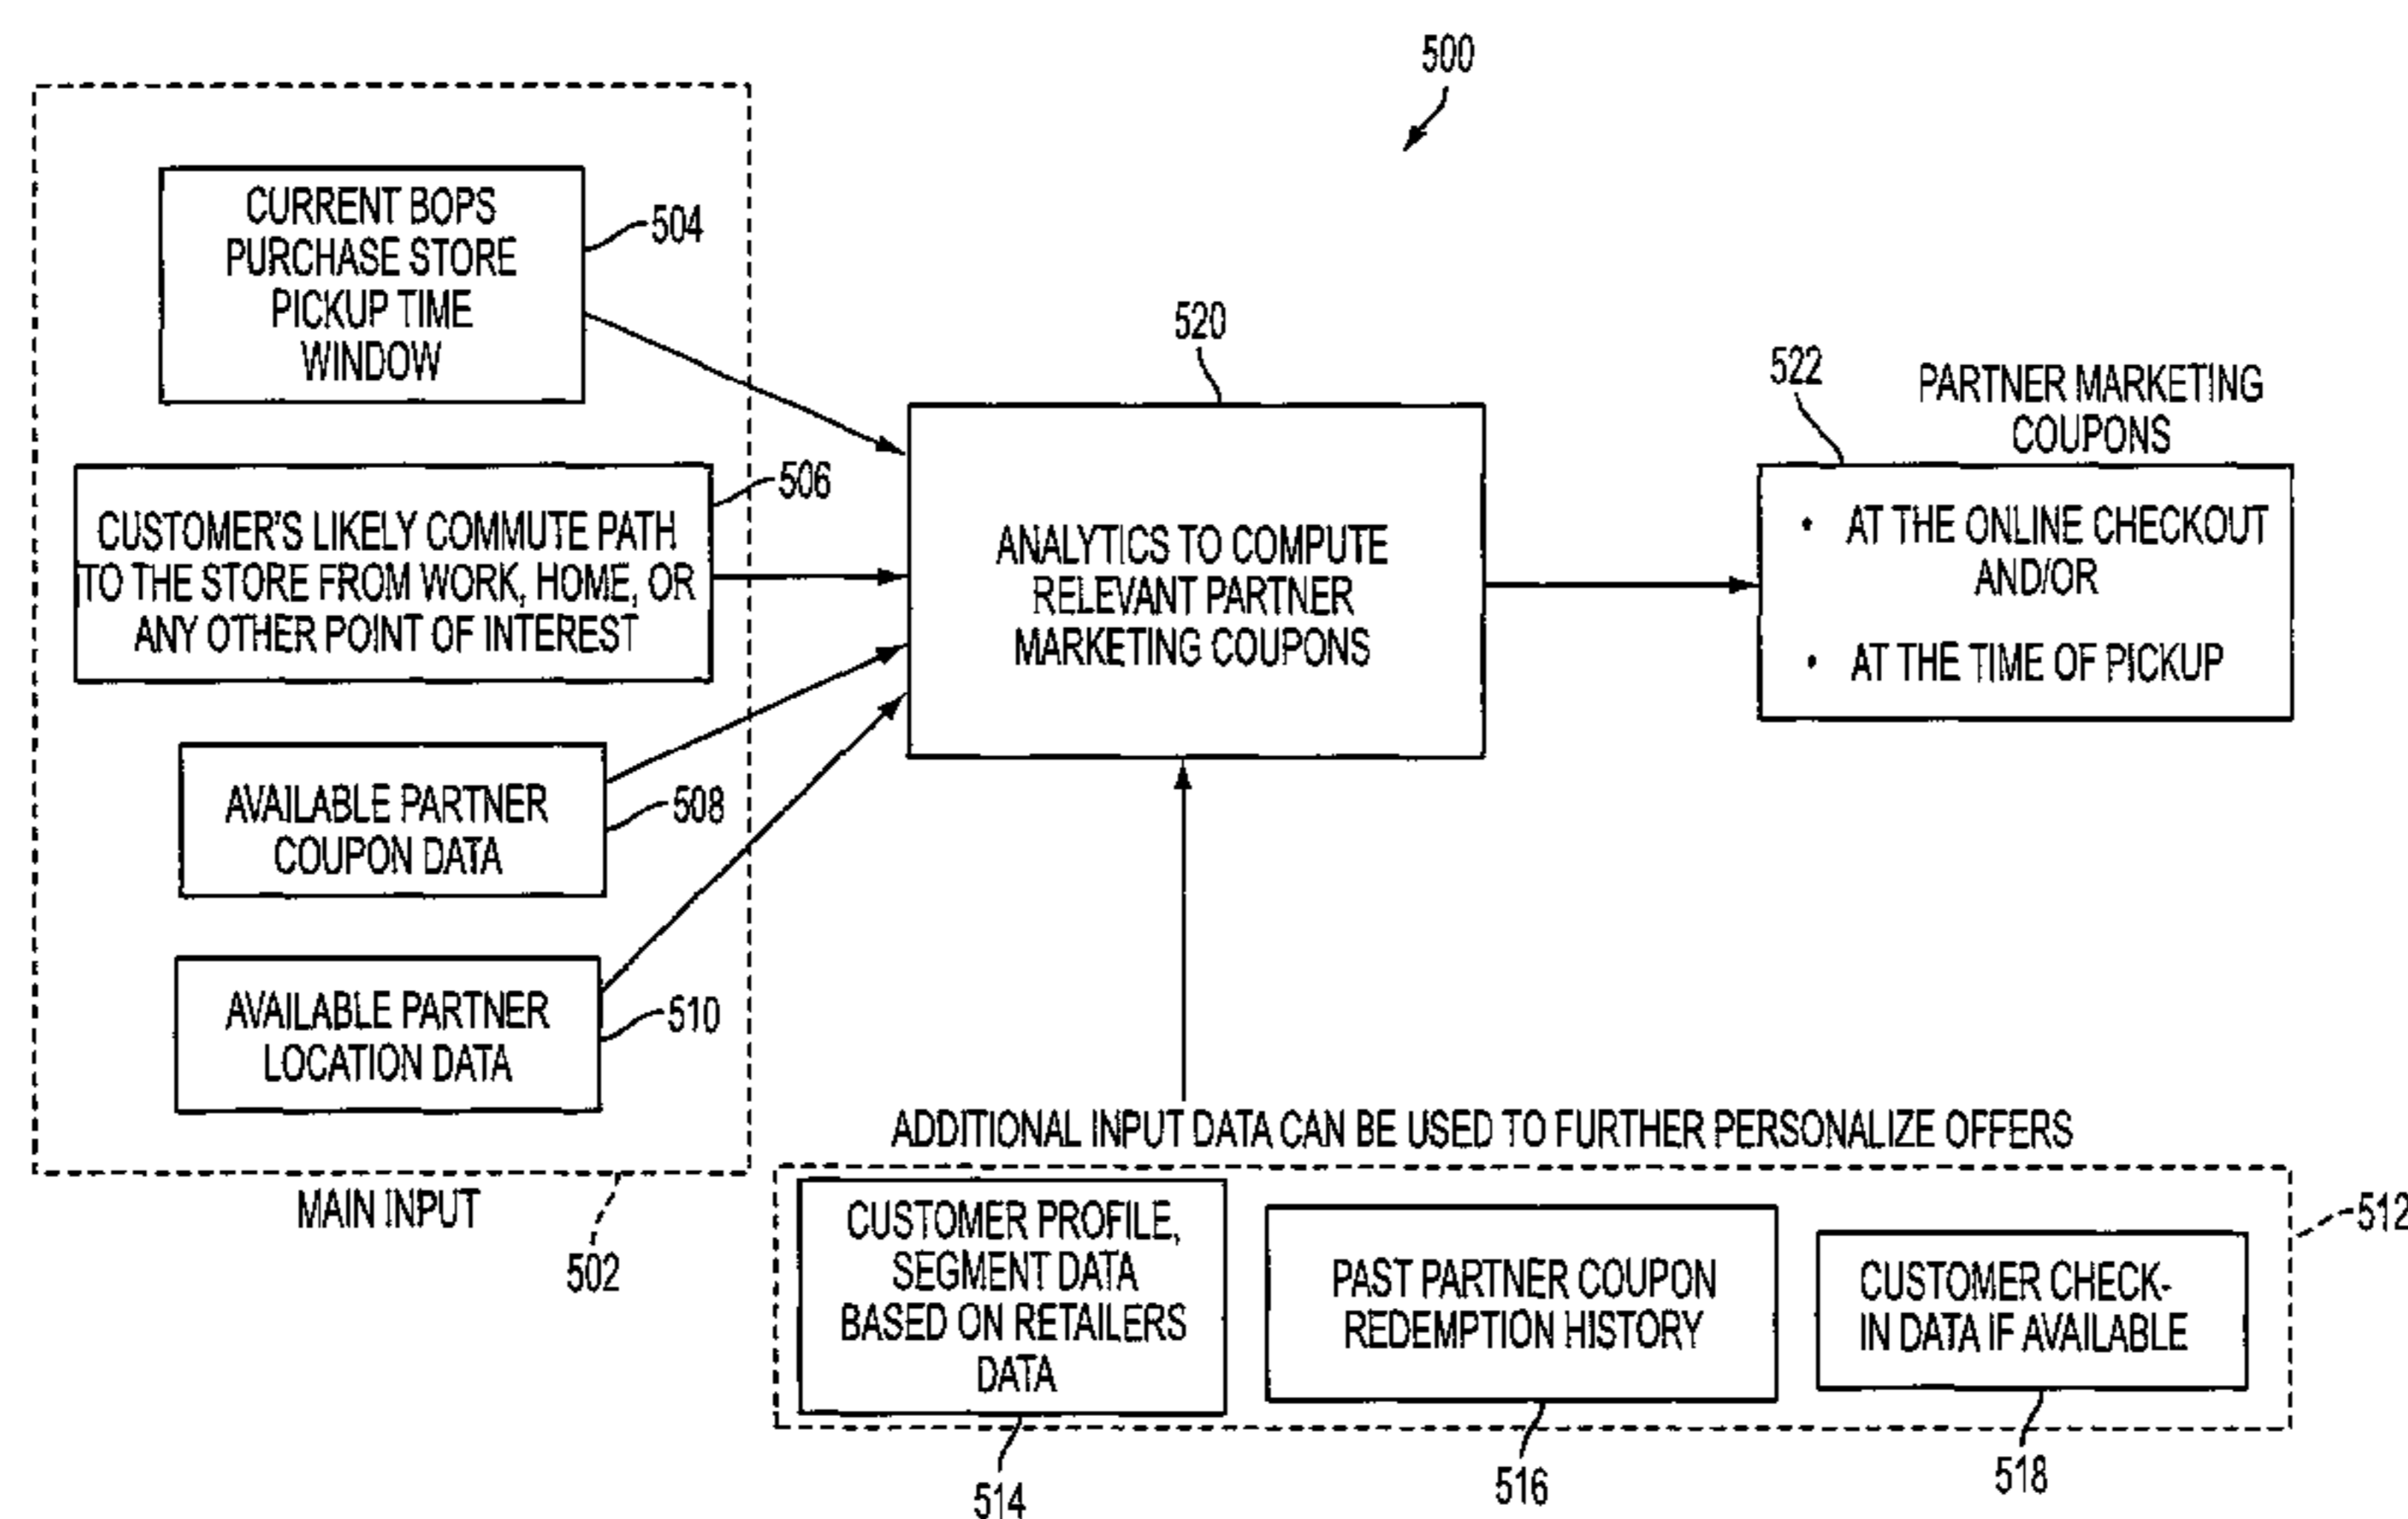 500
CURRENT BOPS
PURCHASE STORE
PICKUP TIME
WINDOW
504
CUSTOMER'S LIKELY COMMUTE PATH
TO THE STORE FROM WORK, HOME, OR
ANY OTHER POINT OF INTEREST
506
AVAILABLE PARTNER
COUPON DATA
508
AVAILABLE PARTNER
LOCATION DATA
510
MAIN INPUT
502
520
ANALYTICS TO COMPUTE
RELEVANT PARTNER
MARKETING COUPONS
522
PARTNER MARKETING
COUPONS
• AT THE ONLINE CHECKOUT
AND/OR
• AT THE TIME OF PICKUP
ADDITIONAL INPUT DATA CAN BE USED TO FURTHER PERSONALIZE OFFERS
512
CUSTOMER PROFILE,
SEGMENT DATA
BASED ON RETAILERS
DATA
514
PAST PARTNER COUPON
REDEMPTION HISTORY
516
CUSTOMER CHECK-
IN DATA IF AVAILABLE
518